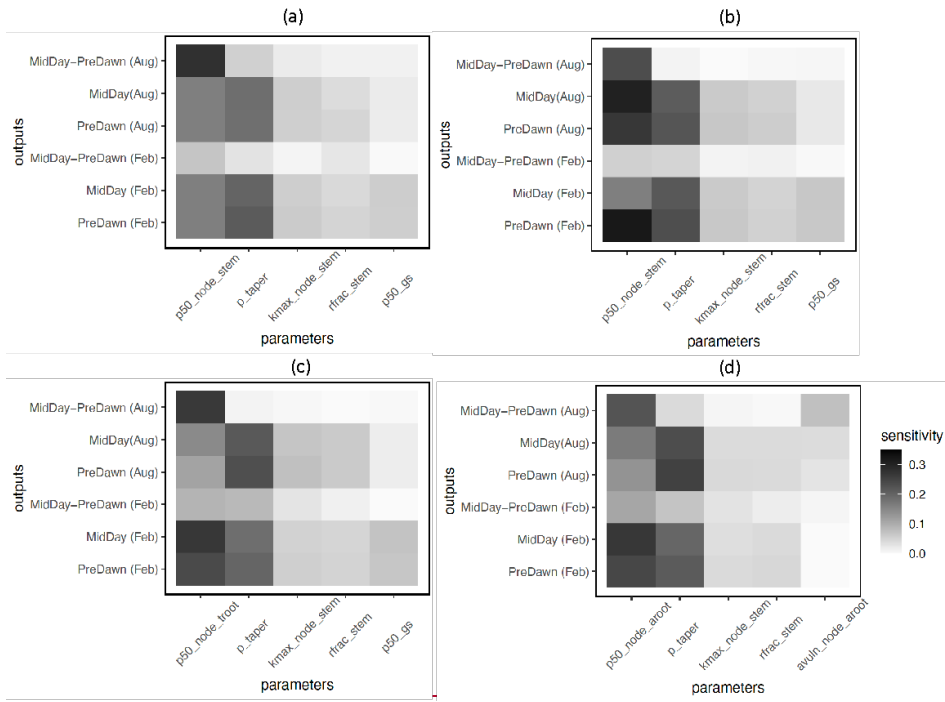 (a)
MidDay−PreDawn (Aug)
MidDay(Aug)
PreDawn (Aug)
MidDay−PreDawn (Feb)
MidDay (Feb)
PreDawn (Feb)
outputs
p50_node_stem
p_taper
kmax_node_stem
rfrac_stem
p50_gs
parameters
(b)
MidDay−PreDawn (Aug)
MidDay(Aug)
PreDawn (Aug)
MidDay−PreDawn (Feb)
MidDay (Feb)
PreDawn (Feb)
outputs
p50_node_stem
p_taper
kmax_node_stem
rfrac_stem
p50_gs
parameters
(c)
MidDay−PreDawn (Aug)
MidDay(Aug)
PreDawn (Aug)
MidDay−PreDawn (Feb)
MidDay (Feb)
PreDawn (Feb)
outputs
p50_node_troot
p_taper
kmax_node_stem
rfrac_stem
p50_gs
parameters
(d)
MidDay−PreDawn (Aug)
MidDay(Aug)
PreDawn (Aug)
MidDay−PreDawn (Feb)
MidDay (Feb)
PreDawn (Feb)
outputs
p50_node_aroot
p_taper
kmax_node_stem
rfrac_stem
avuln_node_aroot
parameters
sensitivity
0.3
0.2
0.1
0.0